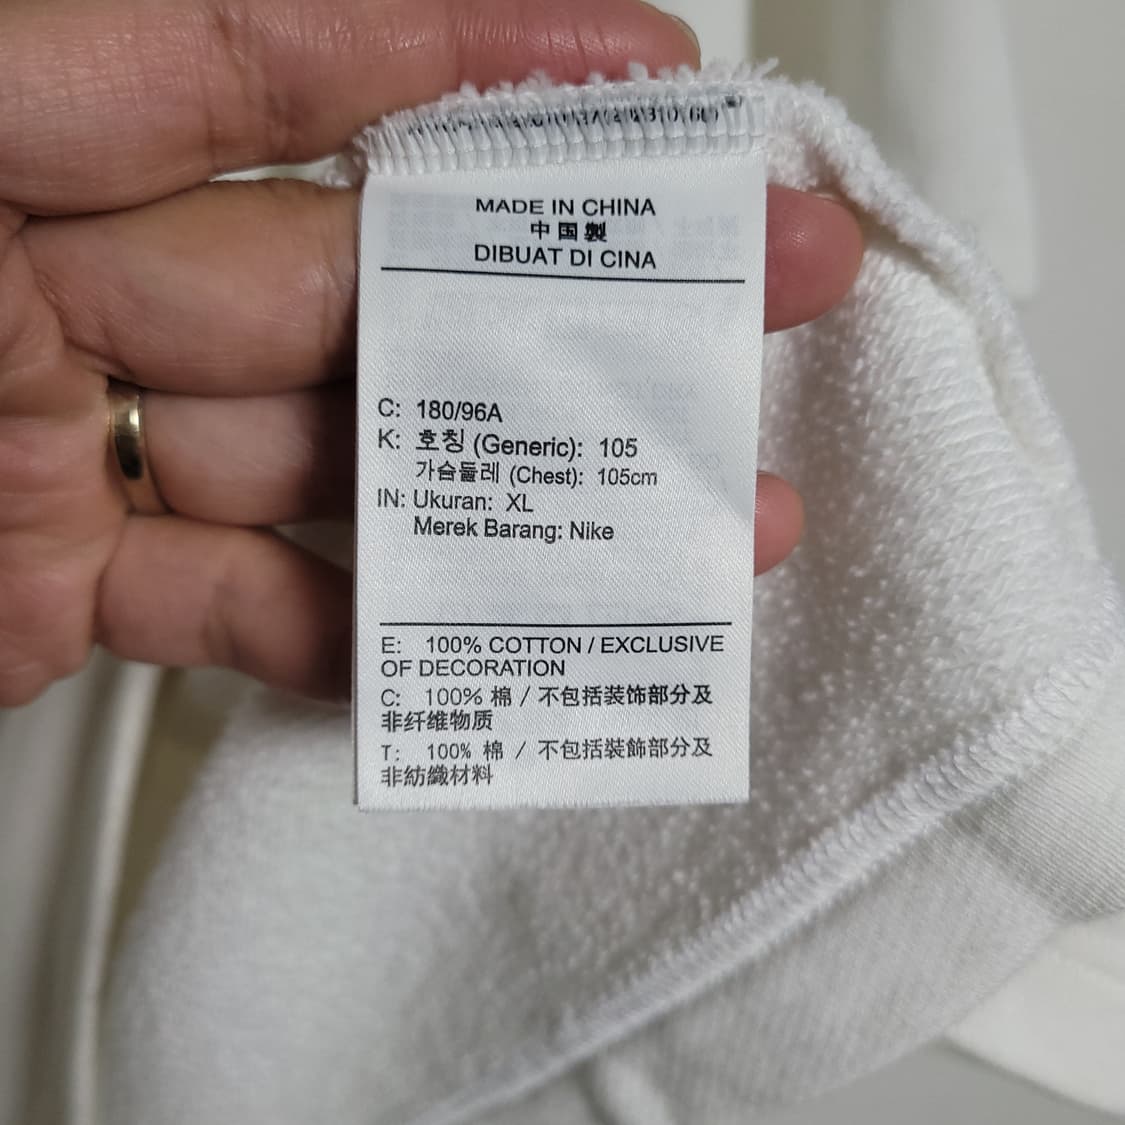 MADE IN CHINA
中国製
DIBUAT DI CINA
C: 180/96A
K: 호칭 (Generic): 105
가슴둘레 (Chest): 105cm
IN: Ukuran: XL
Merek Barang: Nike
E: 100% COTTON / EXCLUSIVE
OF DECORATION
C: 100% 棉 / 不包括装饰部分及
非纤维物质
T: 100% 棉 / 不包括裝飾部分及
非紡織材料